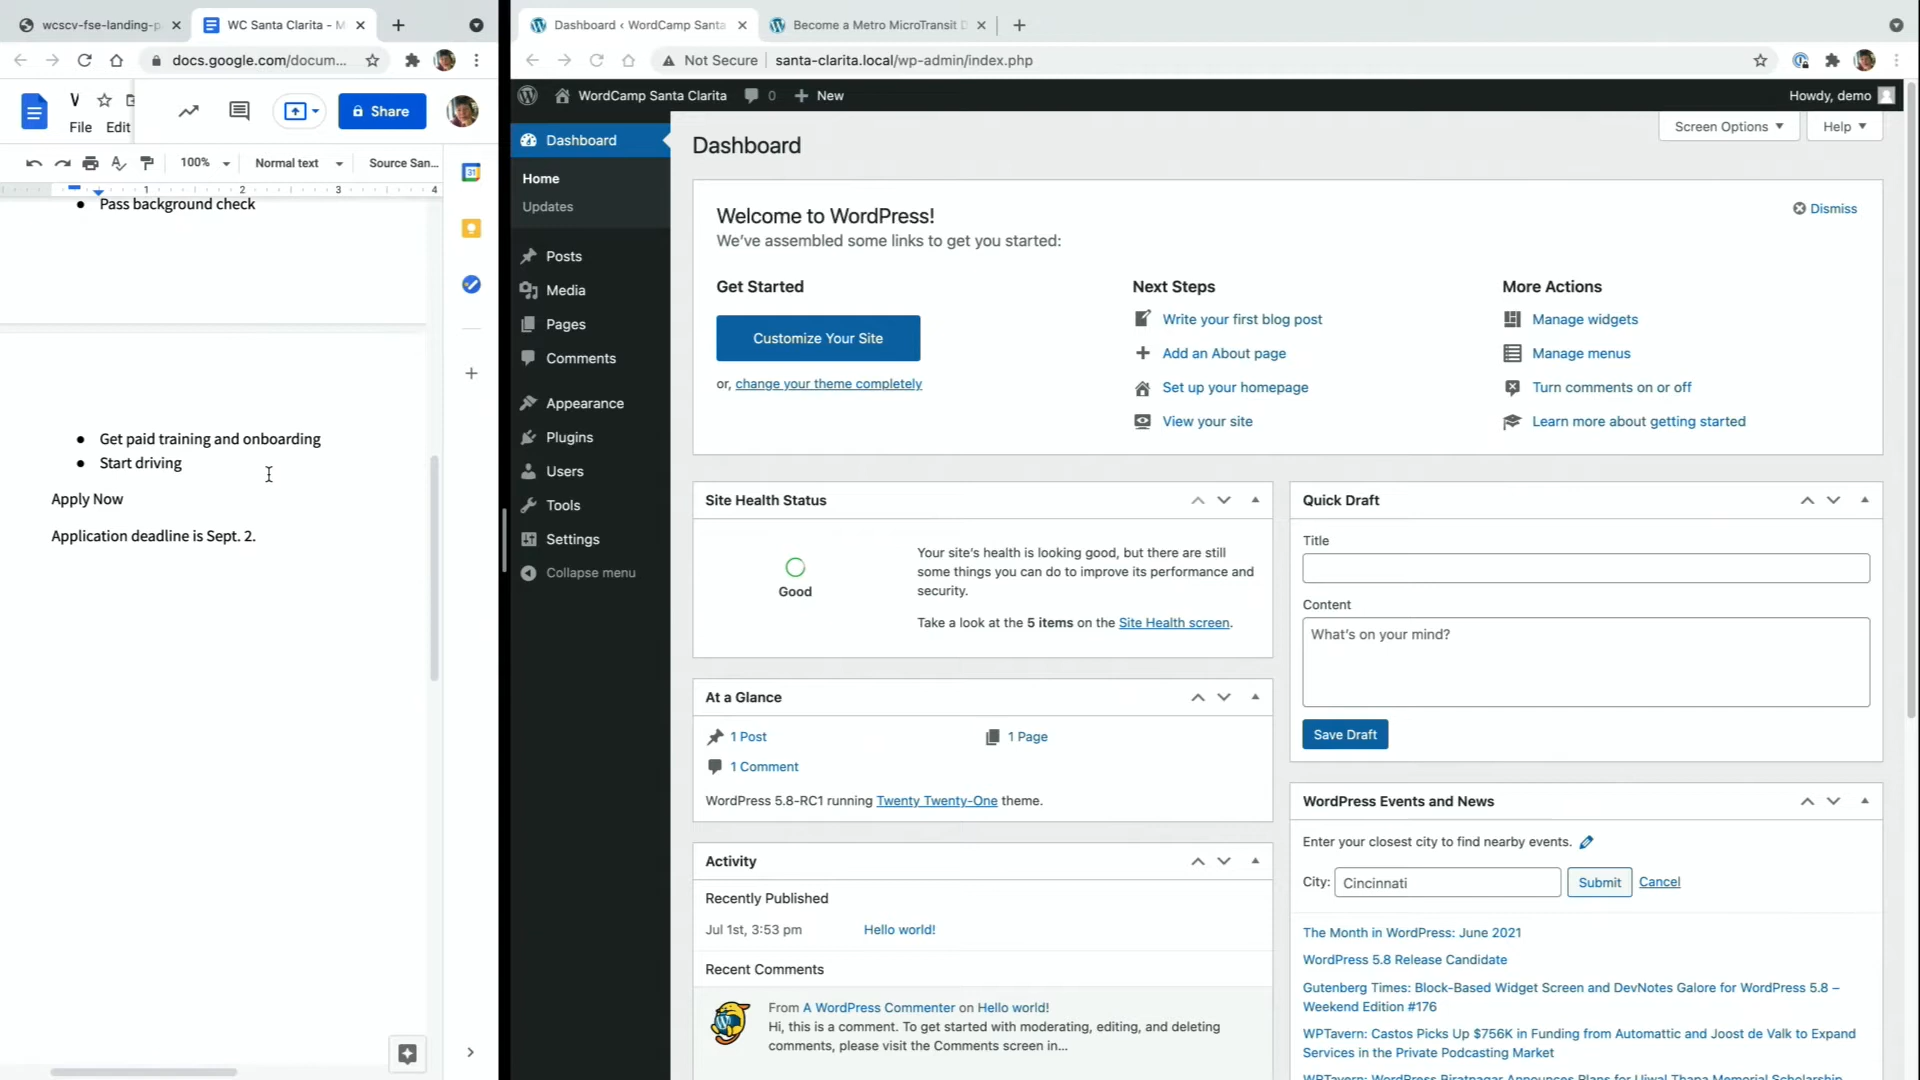 wcscv-fse-landing-p
WC Santa Clarita - M
docs.google.com/docum...
File Edit
Share
100%
Normal text
Source San...
1 2 3 4
Pass background check
Get paid training and onboarding
Start driving
Apply Now
Application deadline is Sept. 2.
Dashboard ‹ WordCamp Santa
Become a Metro MicroTransit D
Not Secure
santa-clarita.local/wp-admin/index.php
WordCamp Santa Clarita
0
New
Howdy, demo
Dashboard
Home
Updates
Posts
Media
Pages
Comments
Appearance
Plugins
Users
Tools
Settings
Collapse menu
Dashboard
Screen Options
Help
Welcome to WordPress!
We've assembled some links to get you started:
Dismiss
Get Started
Customize Your Site
or, change your theme completely
Next Steps
Write your first blog post
Add an About page
Set up your homepage
View your site
More Actions
Manage widgets
Manage menus
Turn comments on or off
Learn more about getting started
Site Health Status
Good
Your site's health is looking good, but there are still
some things you can do to improve its performance and
security.
Take a look at the 5 items on the Site Health screen.
At a Glance
1 Post
1 Page
1 Comment
WordPress 5.8-RC1 running Twenty Twenty-One theme.
Activity
Recently Published
Jul 1st, 3:53 pm
Hello world!
Recent Comments
From A WordPress Commenter on Hello world!
Hi, this is a comment. To get started with moderating, editing, and deleting
comments, please visit the Comments screen in...
Quick Draft
Title
Content
What's on your mind?
Save Draft
WordPress Events and News
Enter your closest city to find nearby events.
City:
Cincinnati
Submit
Cancel
The Month in WordPress: June 2021
WordPress 5.8 Release Candidate
Gutenberg Times: Block-Based Widget Screen and DevNotes Galore for WordPress 5.8 –
Weekend Edition #176
WPTavern: Castos Picks Up $756K in Funding from Automattic and Joost de Valk to Expand
Services in the Private Podcasting Market
WPTavern: WordPress Biratnagar Announces Plans for Ujwal Thapa Memorial Scholarship